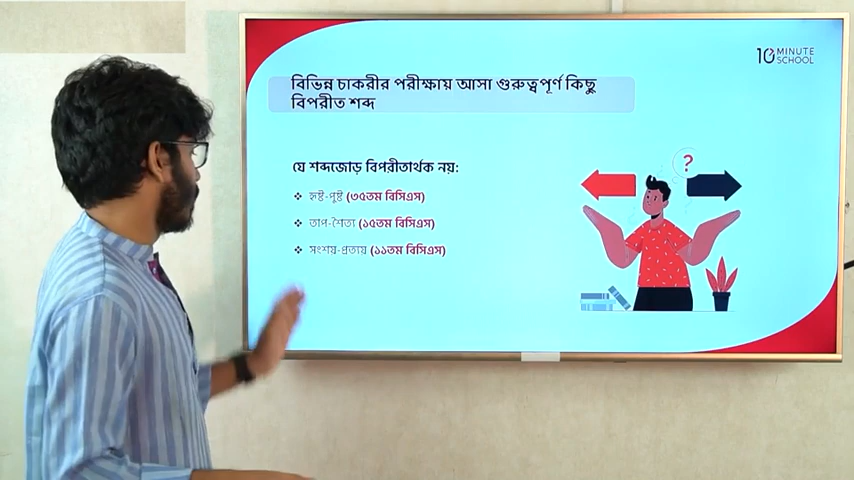 10 MINUTE
SCHOOL
বিভিন্ন চাকরীর পরীক্ষায় আসা গুরুত্বপূর্ণ কিছু
বিপরীত শব্দ
যে শব্দজোড় বিপরীতার্থক নয়:
❖ হৃষ্ট-পুষ্ট (৩৫তম বিসিএস)
❖ তাপ-শৈত্য (১৫তম বিসিএস)
❖ সংশয়-প্রত্যয় (১১তম বিসিএস)
?